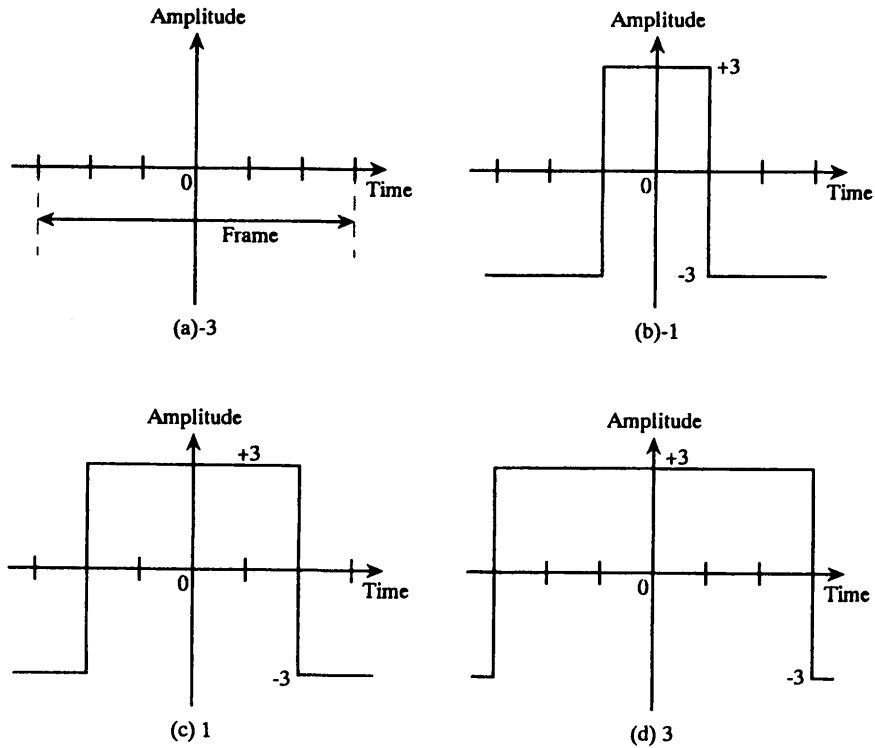 Amplitude
0
Time
Frame
(a)-3
Amplitude
+3
0
Time
-3
(b)-1
Amplitude
+3
0
Time
-3
(c) 1
Amplitude
+3
0
Time
-3
(d) 3